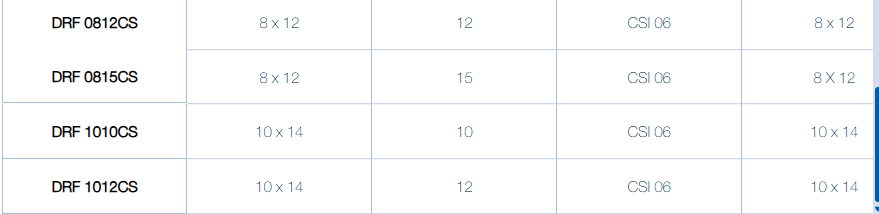 DRF 0812CS 8 x 12 12 CSI 06 8 x 12
DRF 0815CS 8 x 12 15 CSI 06 8 X 12
DRF 1010CS 10 x 14 10 CSI 06 10 x 14
DRF 1012CS 10 x 14 12 CSI 06 10 x 14